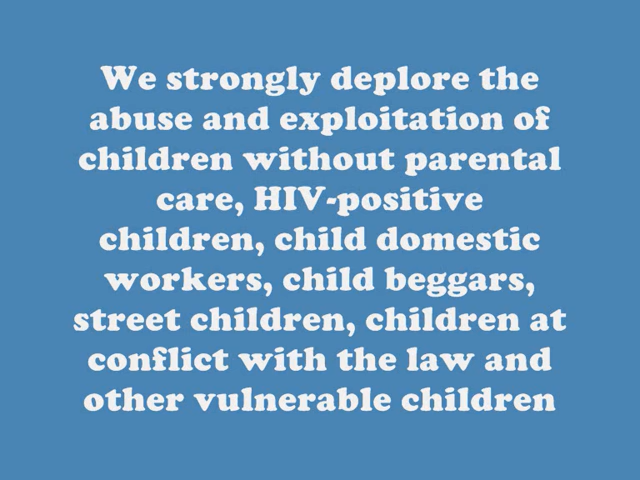 We strongly deplore the
abuse and exploitation of
children without parental
care, HIV-positive
children, child domestic
workers, child beggars,
street children, children at
conflict with the law and
other vulnerable children